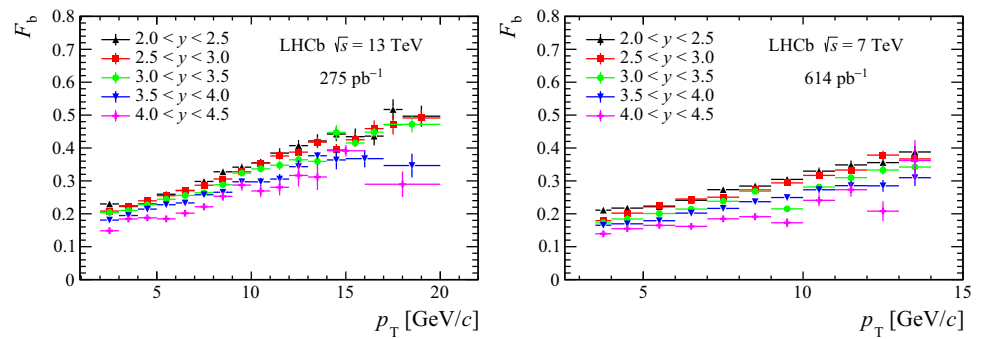 F_b
0.8
0.7
0.6
0.5
0.4
0.3
0.2
0.1
0
2.0 < y < 2.5
2.5 < y < 3.0
3.0 < y < 3.5
3.5 < y < 4.0
4.0 < y < 4.5
LHCb √s = 13 TeV
275 pb⁻¹
5 10 15 20
p_T [GeV/c]
F_b
0.8
0.7
0.6
0.5
0.4
0.3
0.2
0.1
0
2.0 < y < 2.5
2.5 < y < 3.0
3.0 < y < 3.5
3.5 < y < 4.0
4.0 < y < 4.5
LHCb √s = 7 TeV
614 pb⁻¹
5 10 15
p_T [GeV/c]